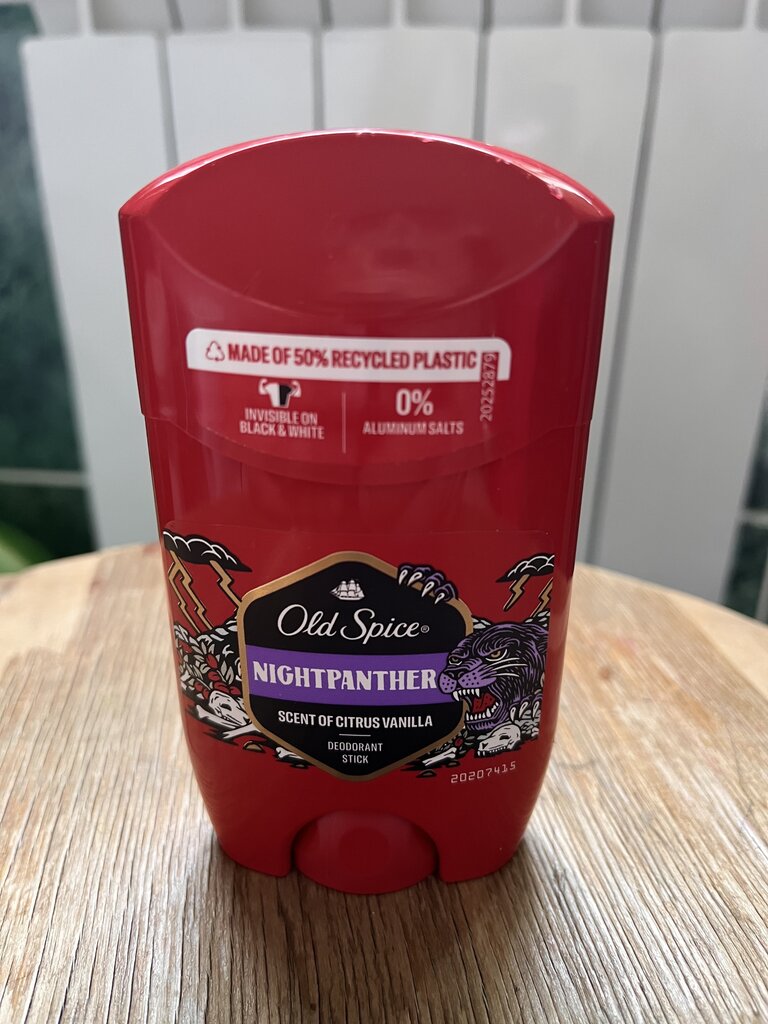 MADE OF 50% RECYCLED PLASTIC
20252879
INVISIBLE ON
BLACK & WHITE
0%
ALUMINUM SALTS
Old Spice®
NIGHTPANTHER
SCENT OF CITRUS VANILLA
DEODORANT
STICK
20207415